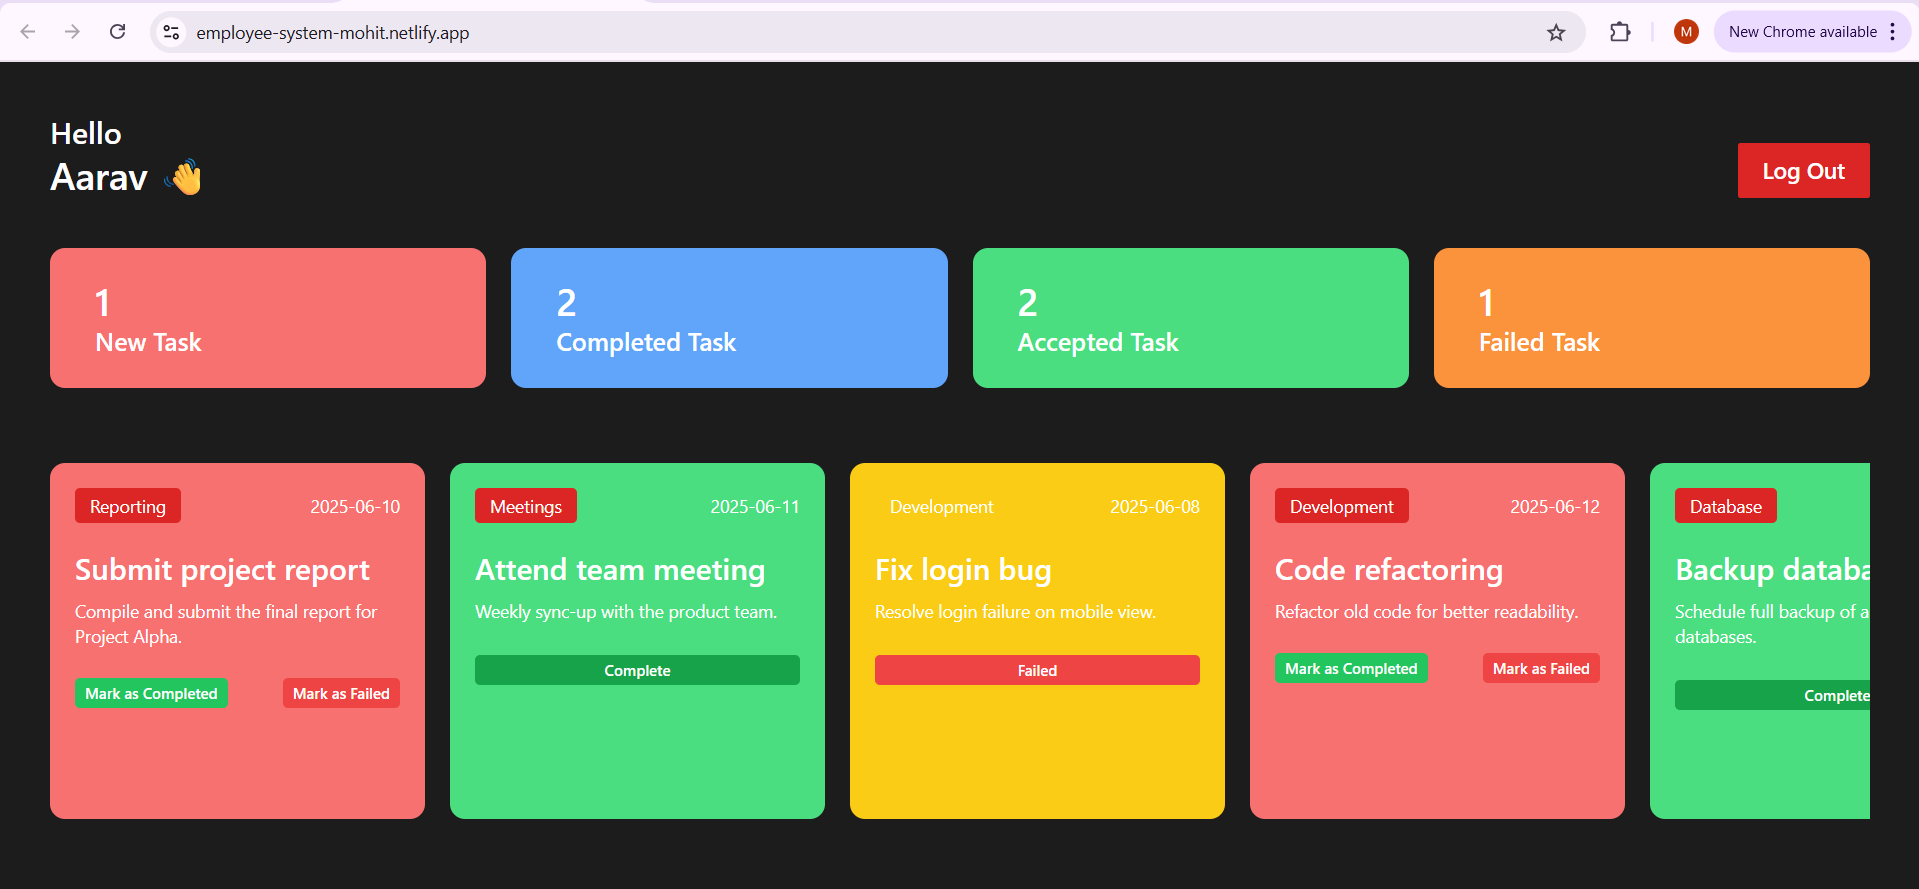 employee-system-mohit.netlify.app
M
New Chrome available
Hello
Aarav 👋
Log Out
1
New Task
2
Completed Task
2
Accepted Task
1
Failed Task
Reporting 2025-06-10
Submit project report
Compile and submit the final report for
Project Alpha.
Mark as Completed Mark as Failed
Meetings 2025-06-11
Attend team meeting
Weekly sync-up with the product team.
Complete
Development 2025-06-08
Fix login bug
Resolve login failure on mobile view.
Failed
Development 2025-06-12
Code refactoring
Refactor old code for better readability.
Mark as Completed Mark as Failed
Database
Backup databa
Schedule full backup of a
databases.
Complete